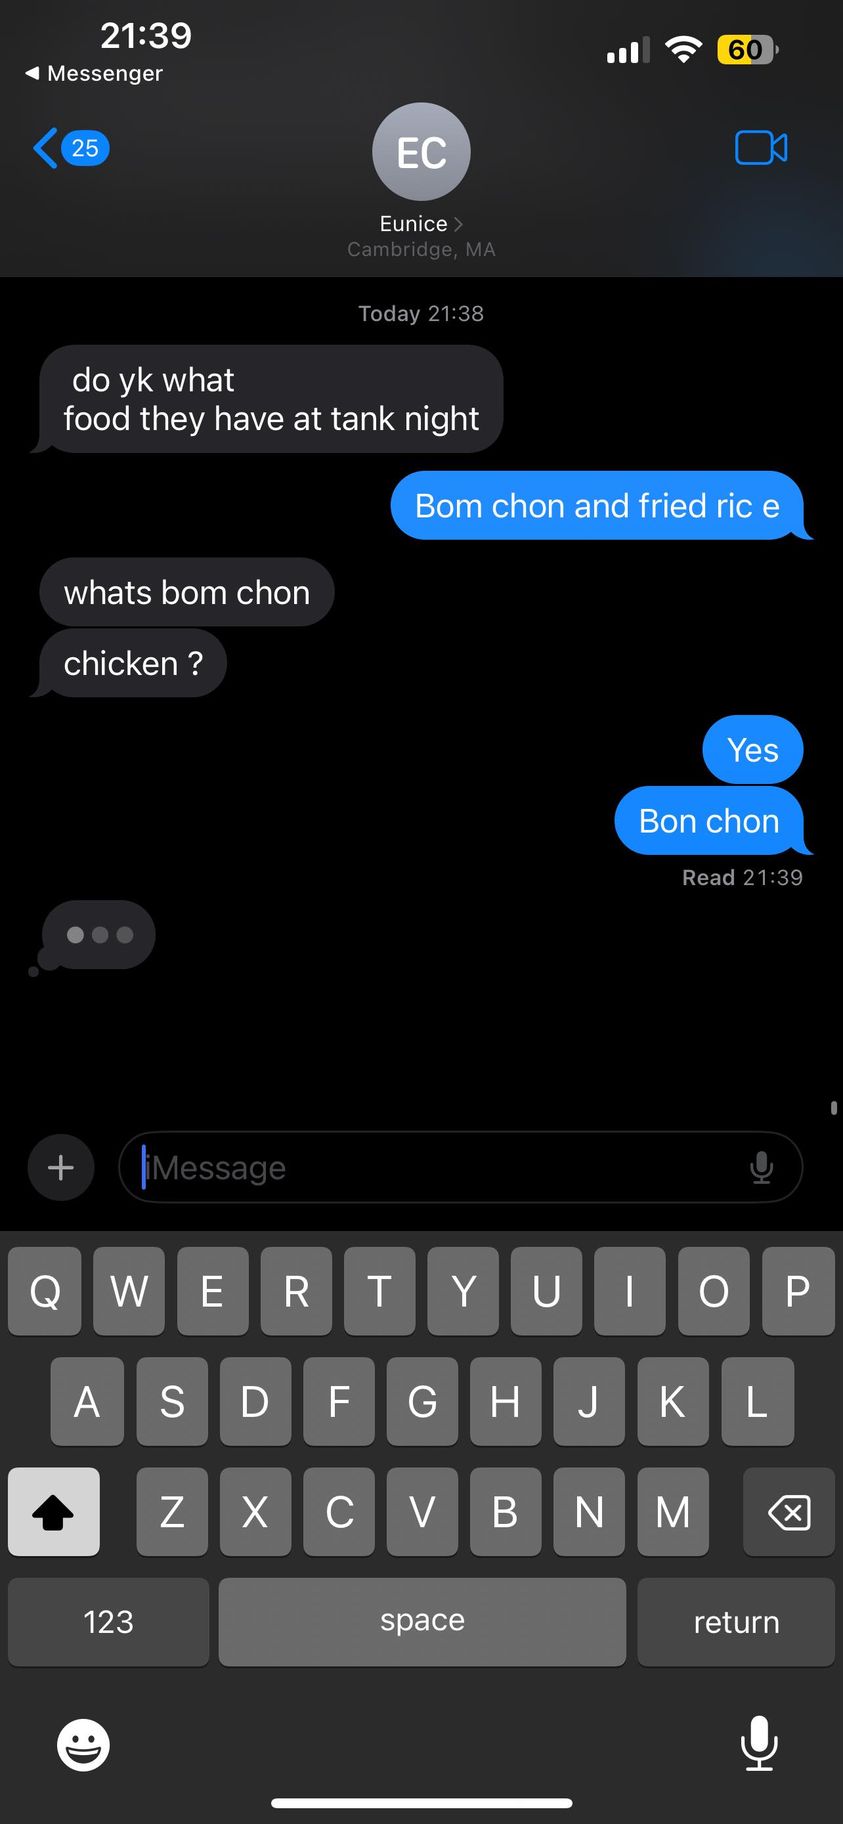 21:39
60
◀ Messenger
25
EC
Eunice >
Cambridge, MA
Today 21:38
do yk what
food they have at tank night
Bom chon and fried ric e
whats bom chon
chicken ?
Yes
Bon chon
Read 21:39
iMessage
Q W E R T Y U I O P
A S D F G H J K L
Z X C V B N M
123 space return